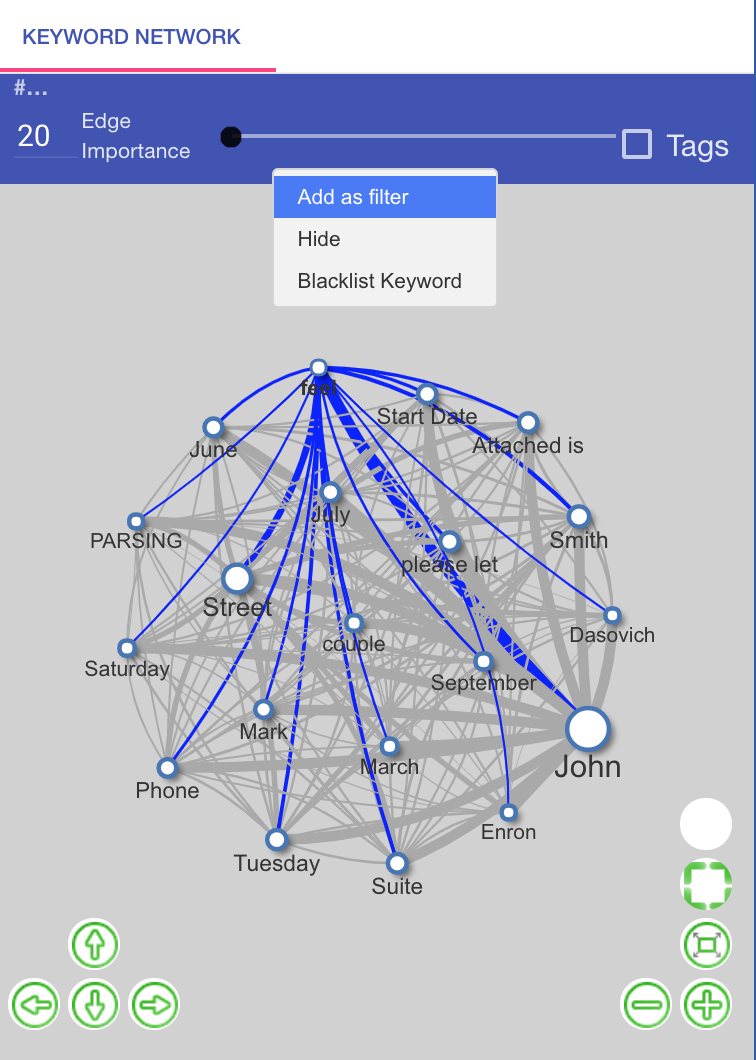 KEYWORD NETWORK
#...
20
Edge
Importance
Tags
Add as filter
Hide
Blacklist Keyword
feel
Start Date
Attached is
June
July
PARSING
please let
Smith
Street
couple
Dasovich
Saturday
September
Mark
March
John
Phone
Enron
Tuesday
Suite